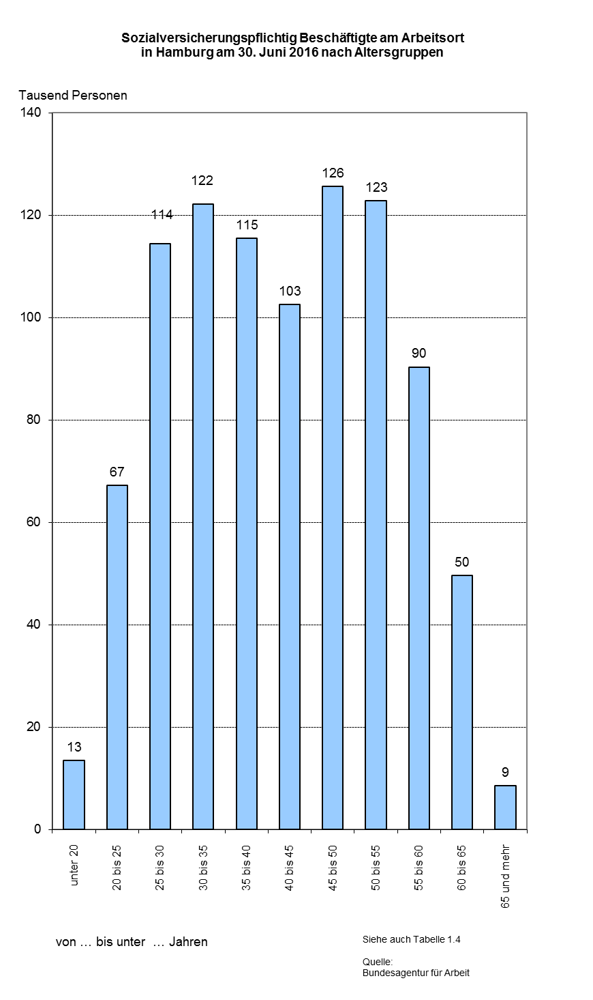 Sozialversicherungspflichtig Beschäftigte am Arbeitsort
in Hamburg am 30. Juni 2016 nach Altersgruppen
Tausend Personen
140
120
100
80
60
40
20
0
13
67
114
122
115
103
126
123
90
50
9
unter 20
20 bis 25
25 bis 30
30 bis 35
35 bis 40
40 bis 45
45 bis 50
50 bis 55
55 bis 60
60 bis 65
65 und mehr
von … bis unter … Jahren
Siehe auch Tabelle 1.4
Quelle:
Bundesagentur für Arbeit